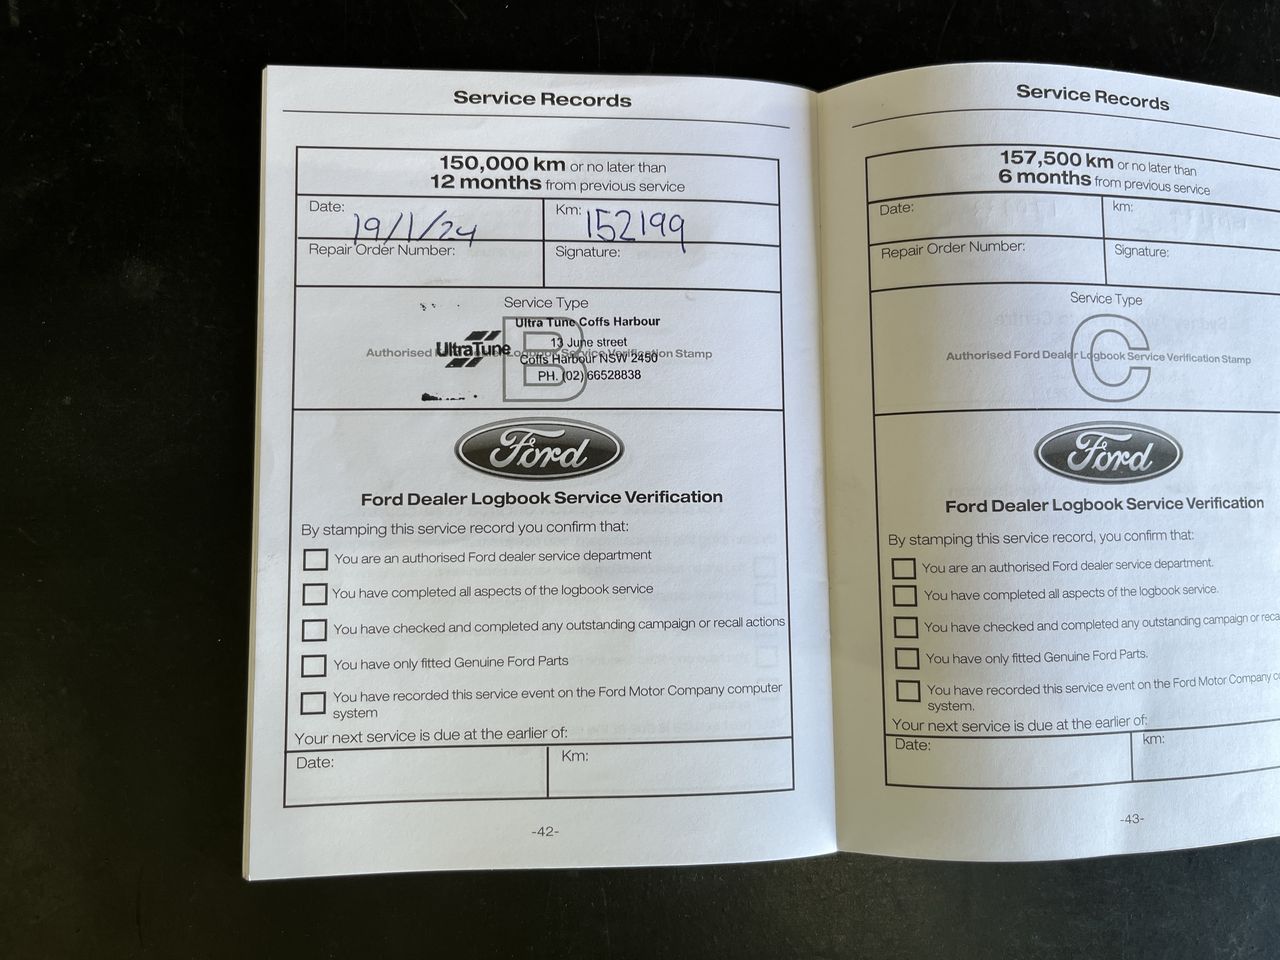 Service Records
150,000 km or no later than
12 months from previous service
Date: 19/1/24
Km: 152199
Repair Order Number:
Signature:
Service Type
B
Authorised Ford Dealer Logbook Service Verification Stamp
UltraTune
Ultra Tune Coffs Harbour
13 June street
Coffs Harbour NSW 2450
PH. (02) 66528838
Ford
Ford Dealer Logbook Service Verification
By stamping this service record you confirm that:
You are an authorised Ford dealer service department
You have completed all aspects of the logbook service
You have checked and completed any outstanding campaign or recall actions
You have only fitted Genuine Ford Parts
You have recorded this service event on the Ford Motor Company computer
system
Your next service is due at the earlier of:
Date:
Km:
-42-
Service Records
157,500 km or no later than
6 months from previous service
Date:
km:
Repair Order Number:
Signature:
Service Type
C
Authorised Ford Dealer Logbook Service Verification Stamp
Ford
Ford Dealer Logbook Service Verification
By stamping this service record, you confirm that:
You are an authorised Ford dealer service department.
You have completed all aspects of the logbook service.
You have checked and completed any outstanding campaign or reca
You have only fitted Genuine Ford Parts.
You have recorded this service event on the Ford Motor Company co
system.
Your next service is due at the earlier of:
Date:
km:
-43-